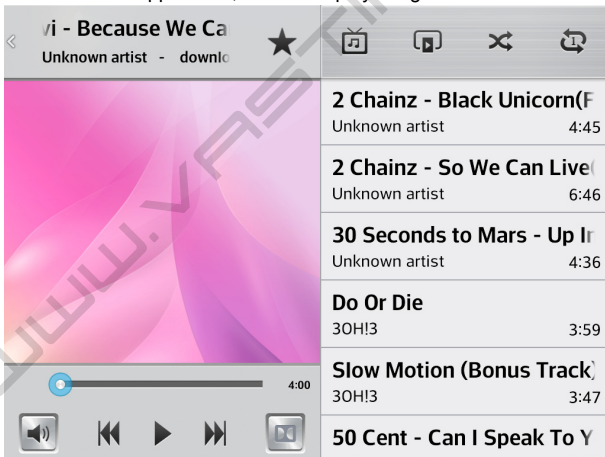 vi - Because We Ca
Unknown artist - downlo
4:00
2 Chainz - Black Unicorn(F
Unknown artist 4:45
2 Chainz - So We Can Live(
Unknown artist 6:46
30 Seconds to Mars - Up In
Unknown artist 4:36
Do Or Die
3OH!3 3:59
Slow Motion (Bonus Track)
3OH!3 3:47
50 Cent - Can I Speak To Y